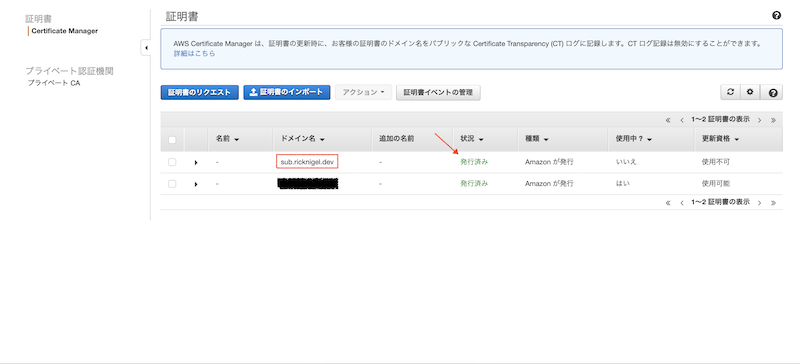 証明書
Certificate Manager
プライベート認証機関
プライベート CA
証明書
AWS Certificate Manager は、証明書の更新時に、お客様の証明書のドメイン名をパブリックな Certificate Transparency (CT) ログに記録します。CT ログ記録は無効にすることができます。
詳細はこちら
証明書のリクエスト 証明書のインポート アクション 証明書イベントの管理
1〜2 証明書の表示
名前 ドメイン名 追加の名前 状況 種類 使用中？ 更新資格
- sub.ricknigel.dev - 発行済み Amazon が発行 いいえ 使用不可
- - 発行済み Amazon が発行 はい 使用可能
1〜2 証明書の表示